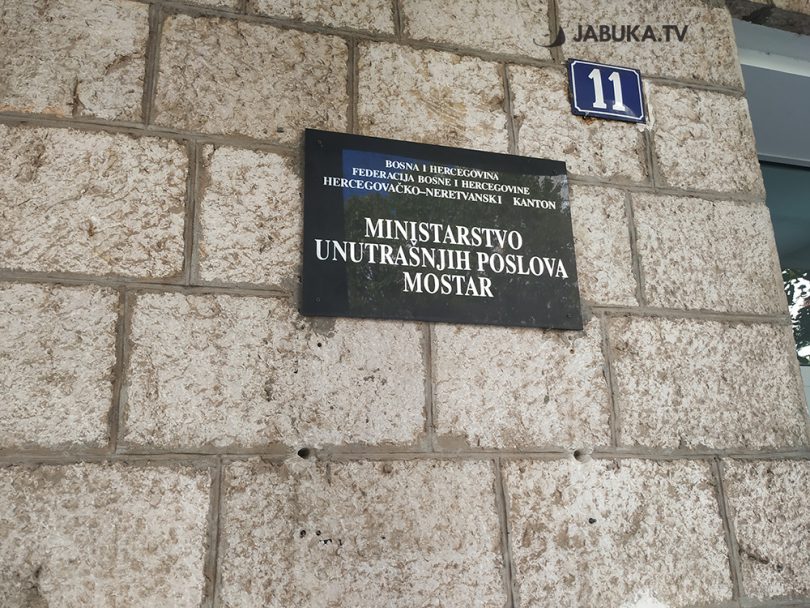 JABUKA.TV
11
BOSNA I HERCEGOVINA
FEDERACIJA BOSNE I HERCEGOVINE
HERCEGOVAČKO–NERETVANSKI KANTON
MINISTARSTVO
UNUTRAŠNJIH POSLOVA
MOSTAR